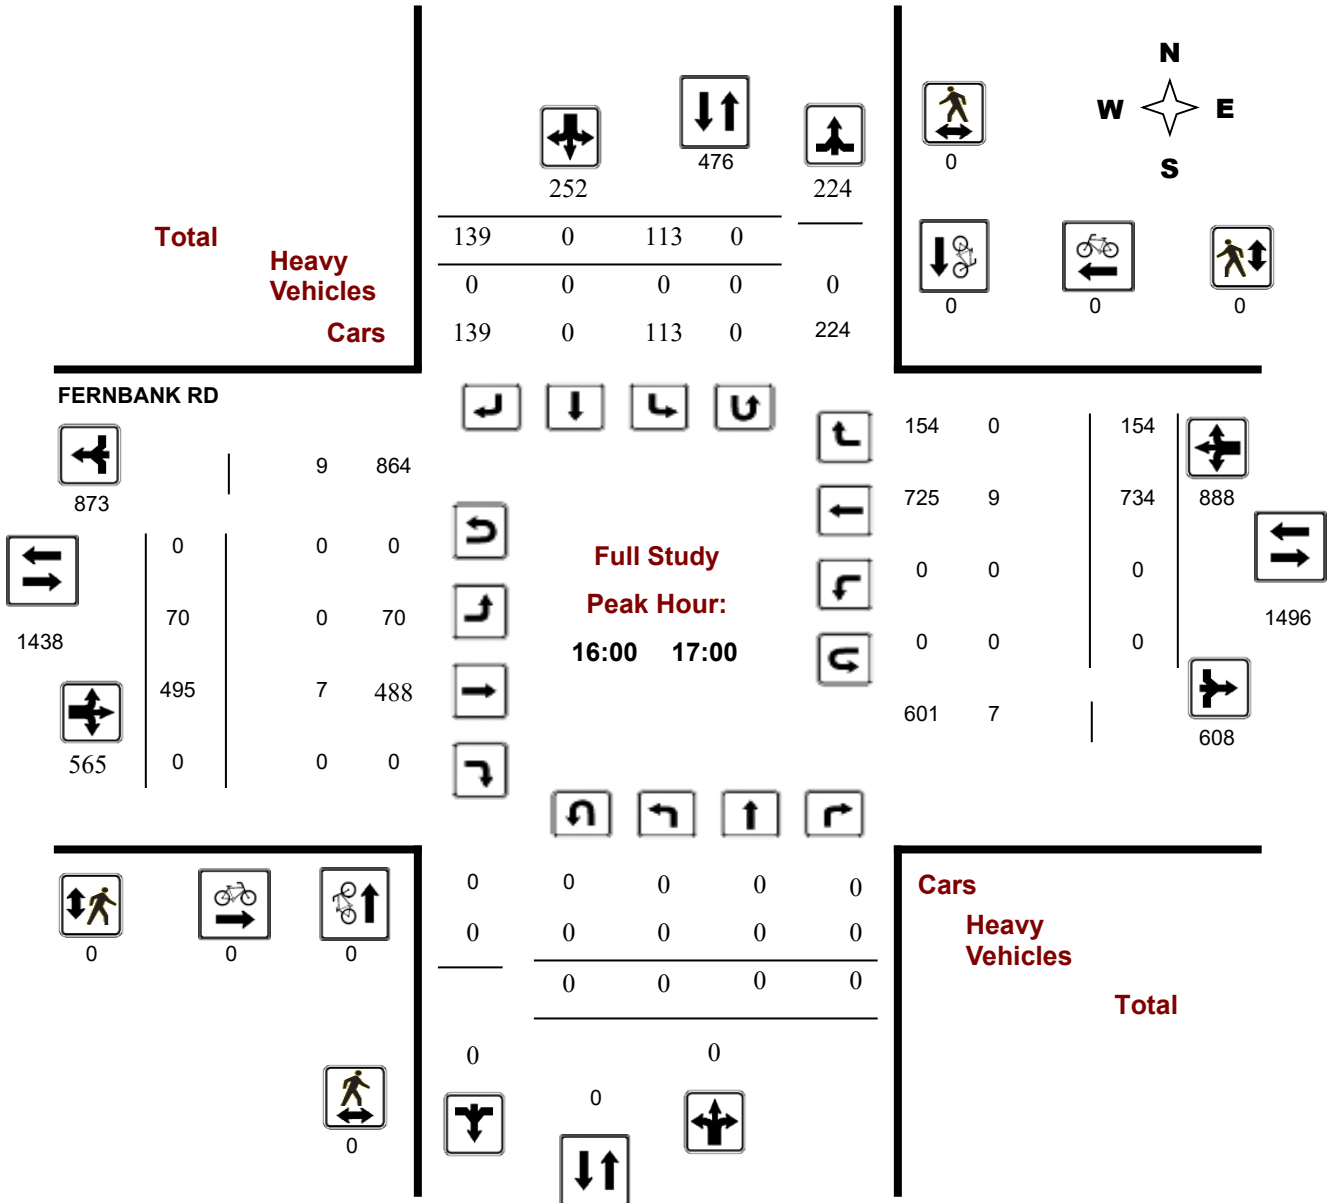 N
W E
S
476
0
252
224
Total
139 0 113 0
Heavy
Vehicles
0 0 0 0 0
0 0 0
Cars
139 0 113 0 224
FERNBANK RD
154 0 154
9 864
873
725 9 734 888
0 0 0
Full Study
0 0 0
70 0 70
Peak Hour:
1496
1438
16:00 17:00
0 0 0
495 7 488
601 7
608
565 0 0 0
0 0 0 0 0
Cars
0 0 0 0 0
Heavy
Vehicles
0 0 0
0 0 0 0
Total
0 0
0
0